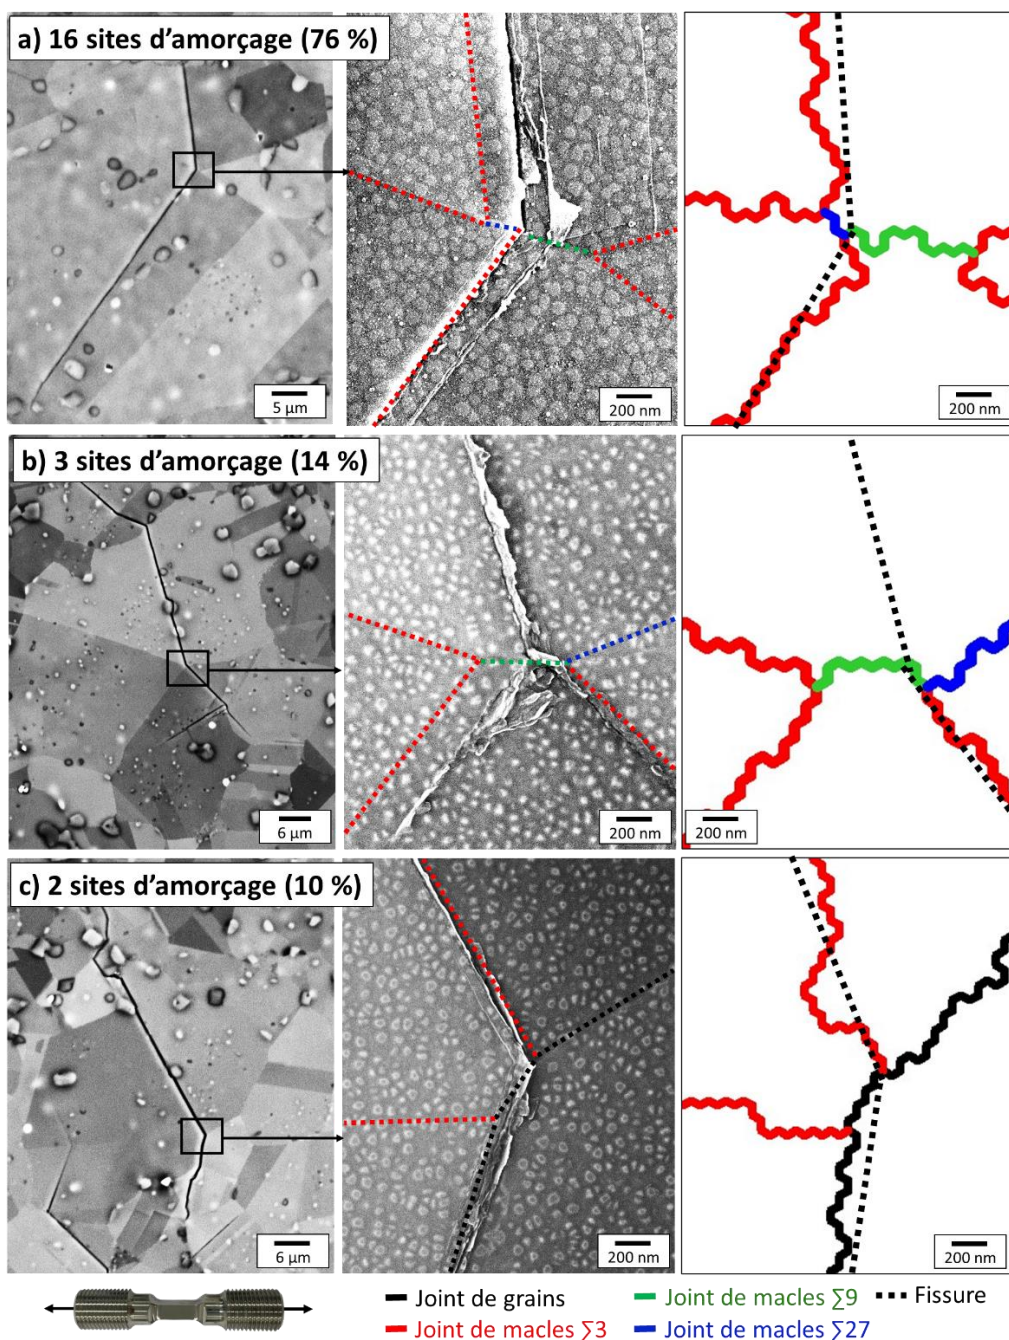 a) 16 sites d'amorçage (76 %)
5 µm
200 nm
200 nm
b) 3 sites d'amorçage (14 %)
6 µm
200 nm
200 nm
c) 2 sites d'amorçage (10 %)
6 µm
200 nm
200 nm
Joint de grains
Joint de macles ∑9
Fissure
Joint de macles ∑3
Joint de macles ∑27